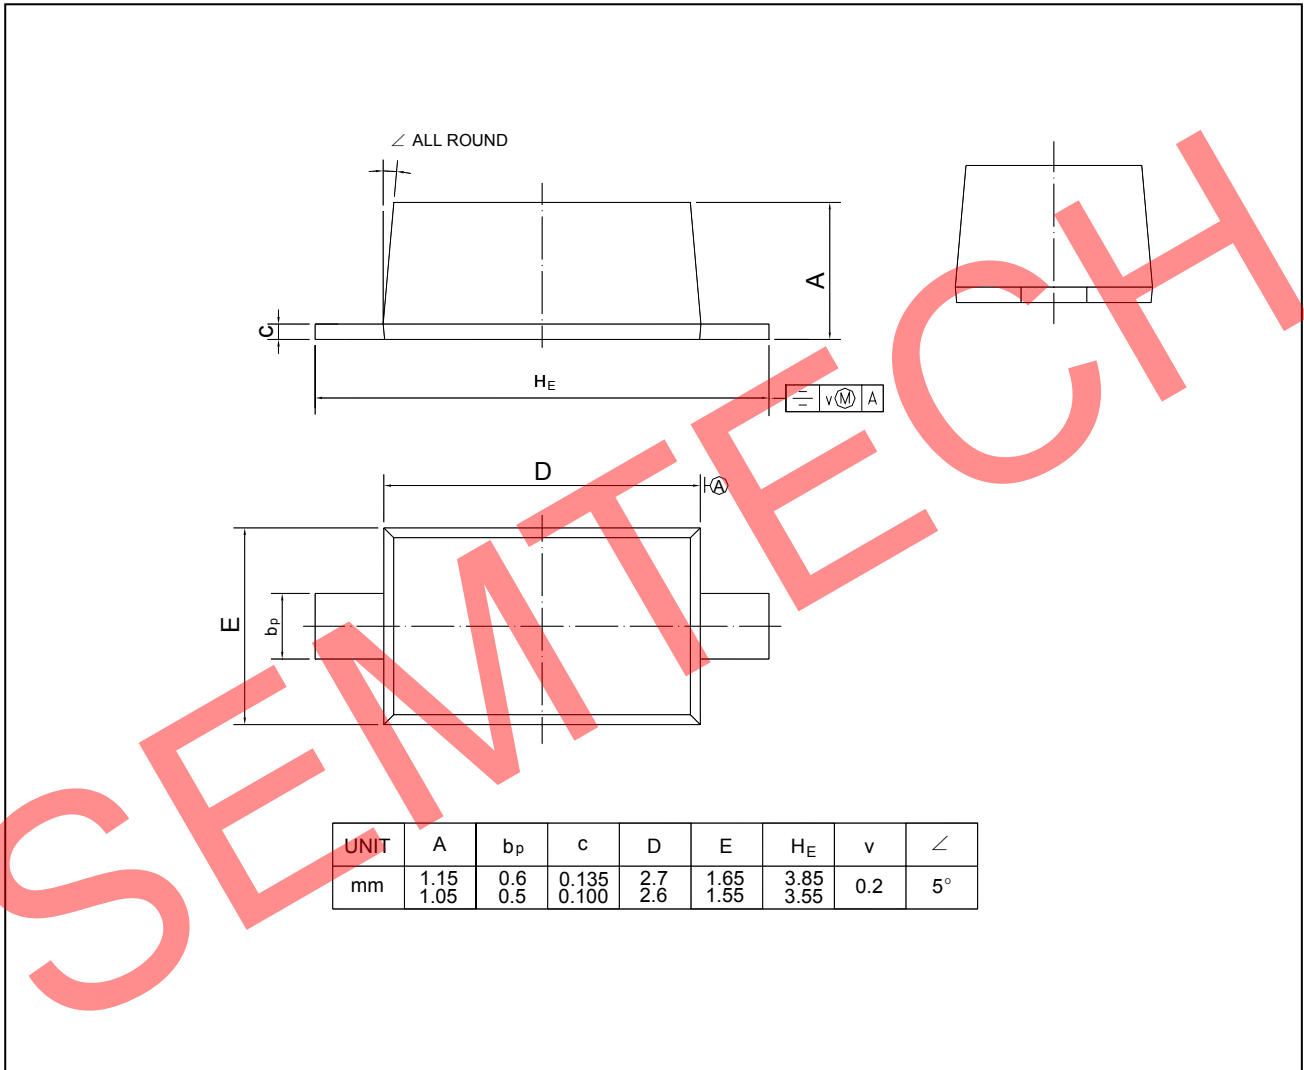 ∠ ALL ROUND
A
c
HE
v Ⓜ A
D
Ⓐ
E
bp
UNIT A bp c D E HE v ∠
mm 1.15 0.6 0.135 2.7 1.65 3.85 0.2 5°
1.05 0.5 0.100 2.6 1.55 3.55
SEMTECH